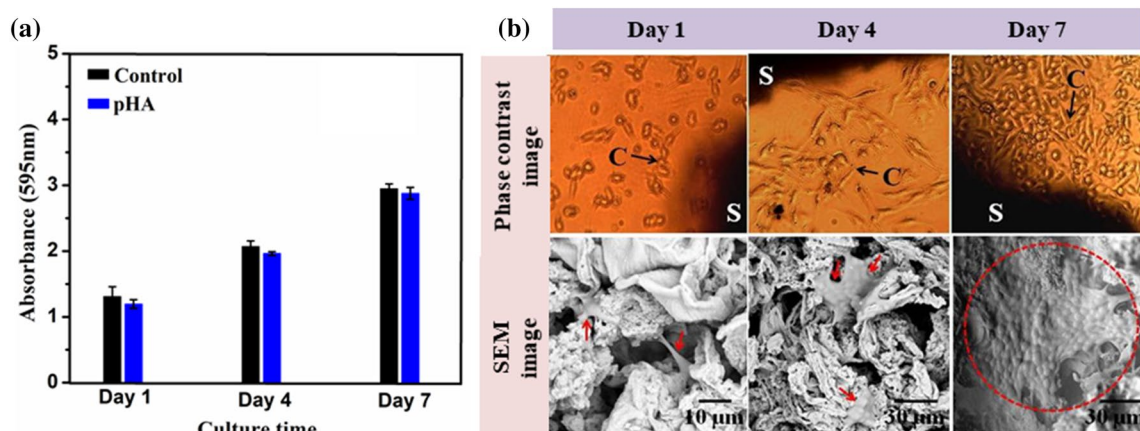 (a)
5
4
3
2
1
0
Absorbance (595nm)
Control
pHA
Day 1
Day 4
Day 7
Culture time
(b)
Day 1
Day 4
Day 7
Phase contrast
image
C
S
S
C
C
S
SEM
image
10 µm
30 µm
30 µm